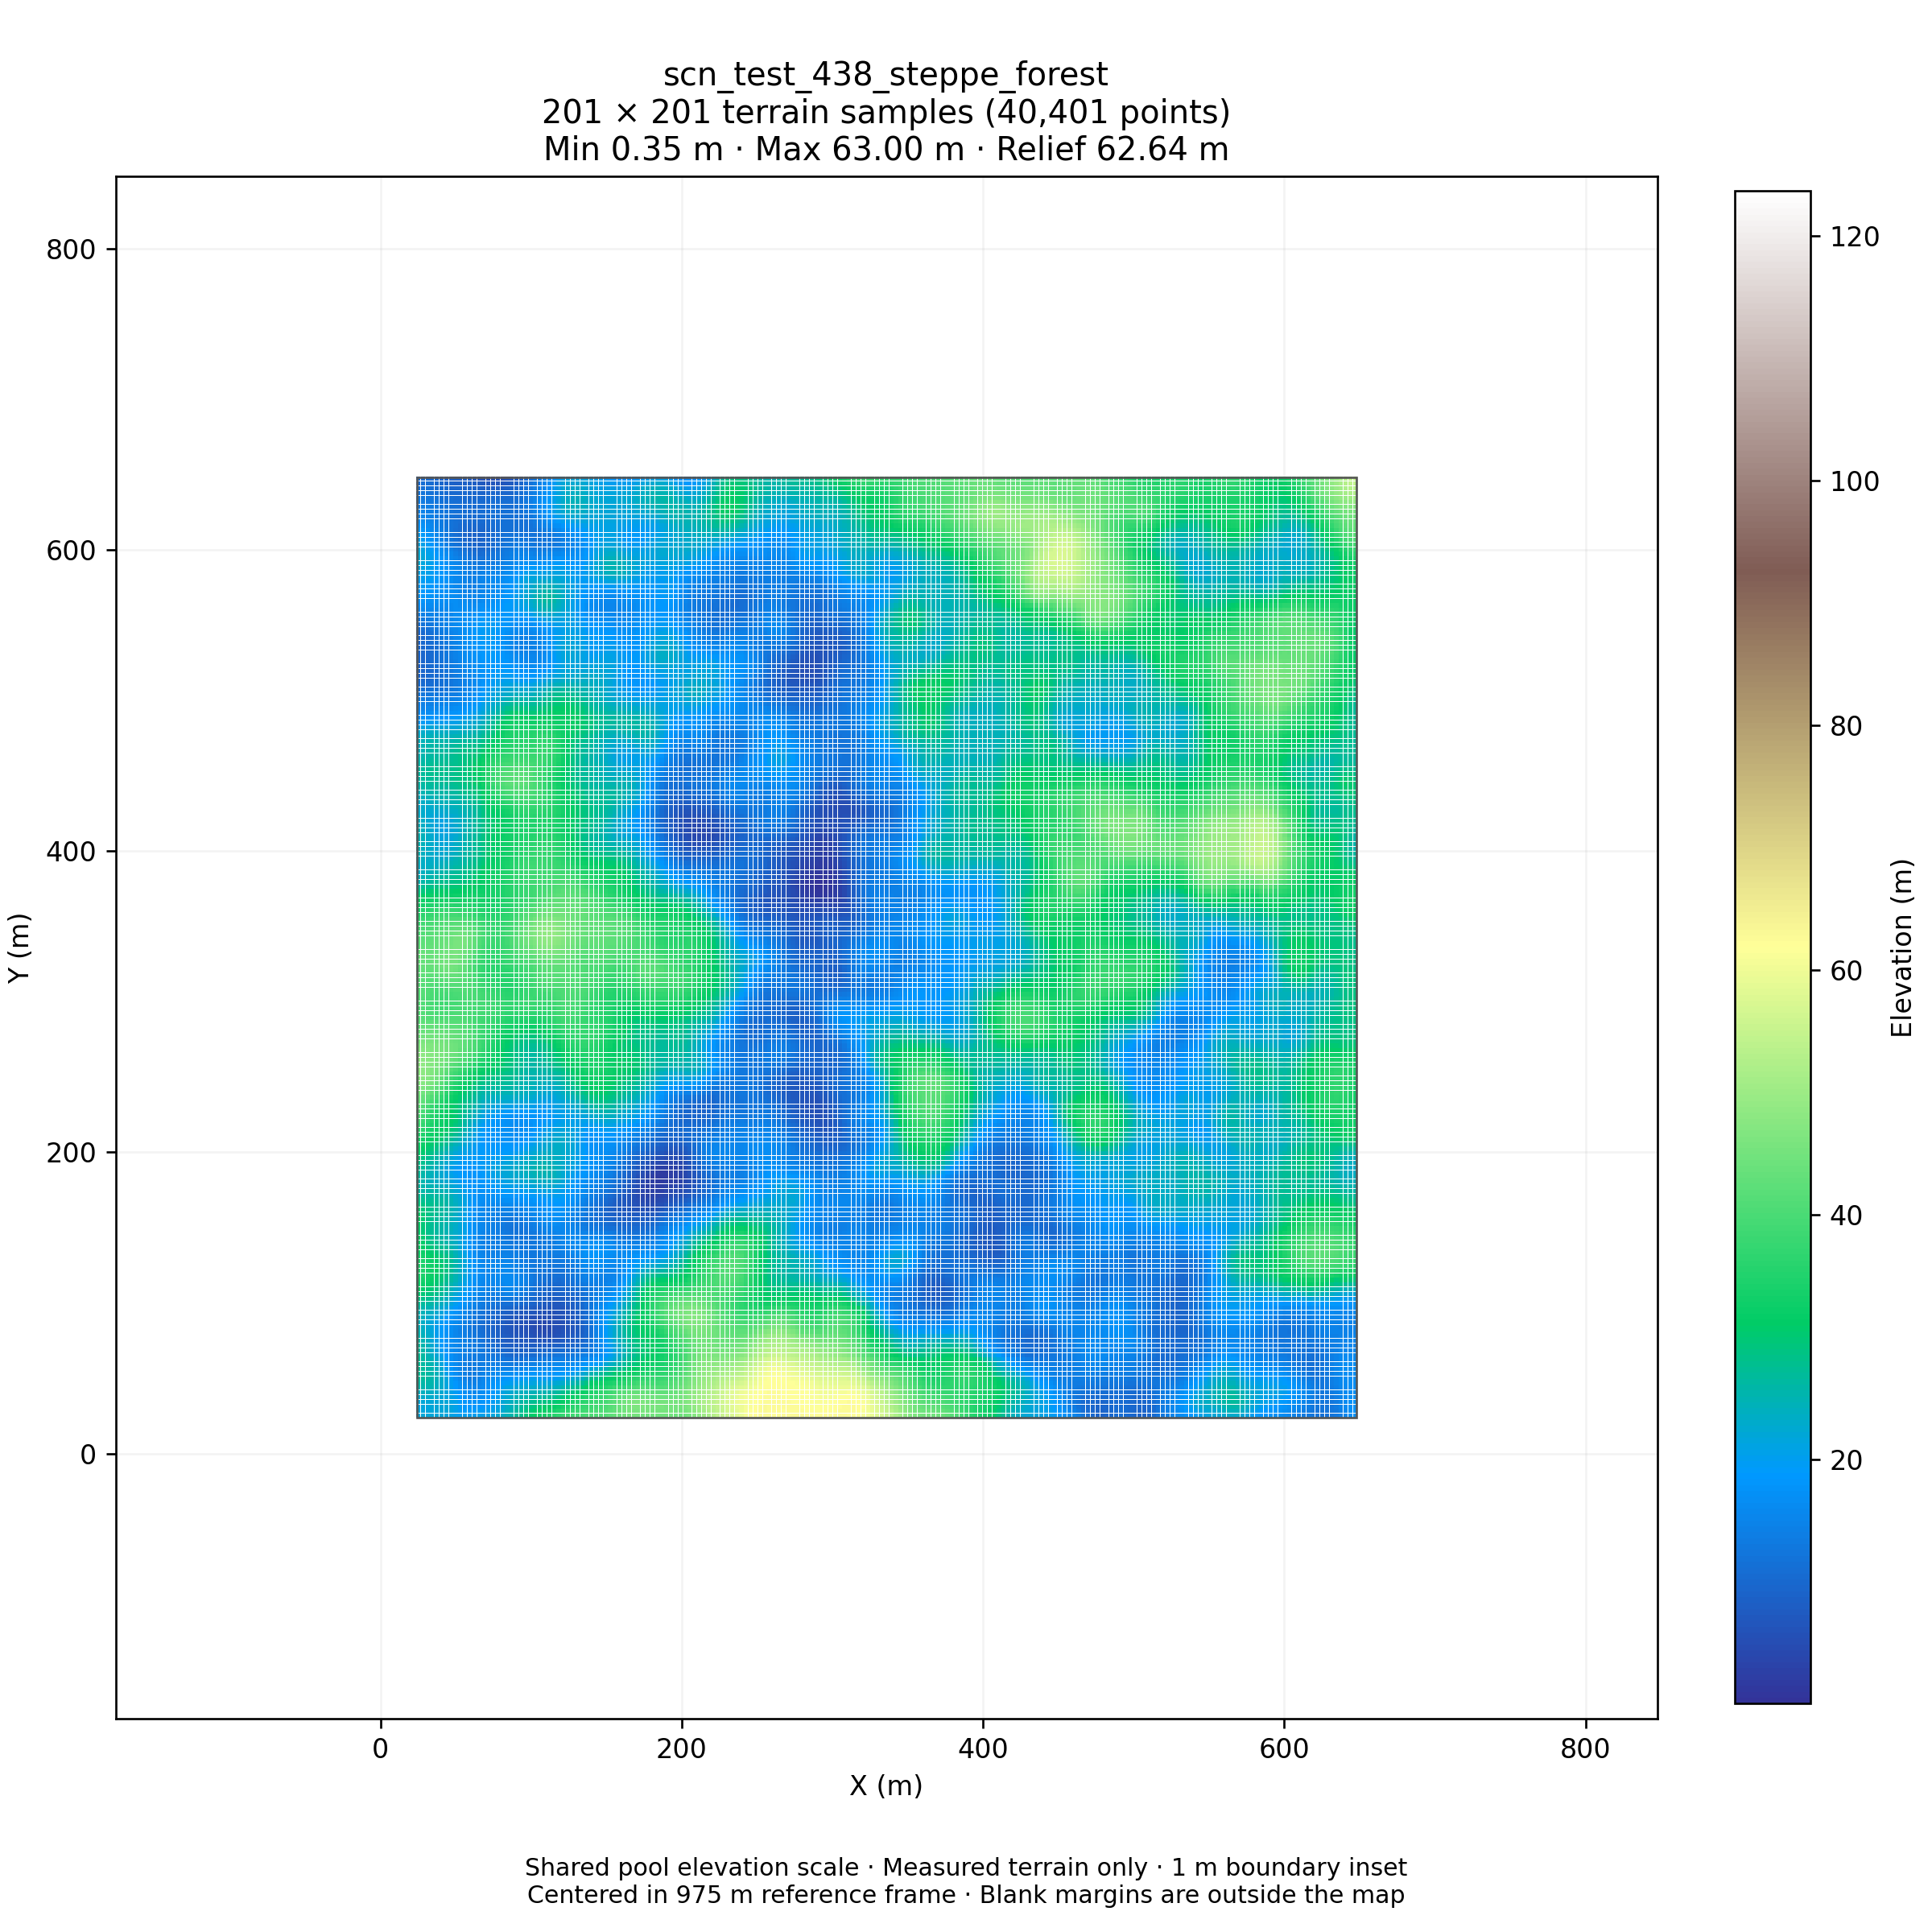 scn_test_438_steppe_forest
201 × 201 terrain samples (40,401 points)
Min 0.35 m · Max 63.00 m · Relief 62.64 m
800
600
400
200
0
Y (m)
0 200 400 600 800
X (m)
120
100
80
60
40
20
Elevation (m)
Shared pool elevation scale · Measured terrain only · 1 m boundary inset
Centered in 975 m reference frame · Blank margins are outside the map